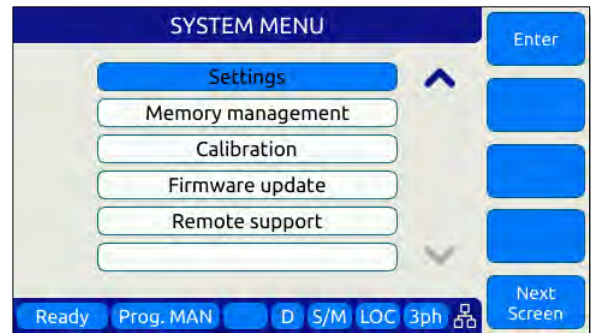 SYSTEM MENU
Enter
Settings
Memory management
Calibration
Firmware update
Remote support
Next
Screen
Ready Prog. MAN D S/M LOC 3ph